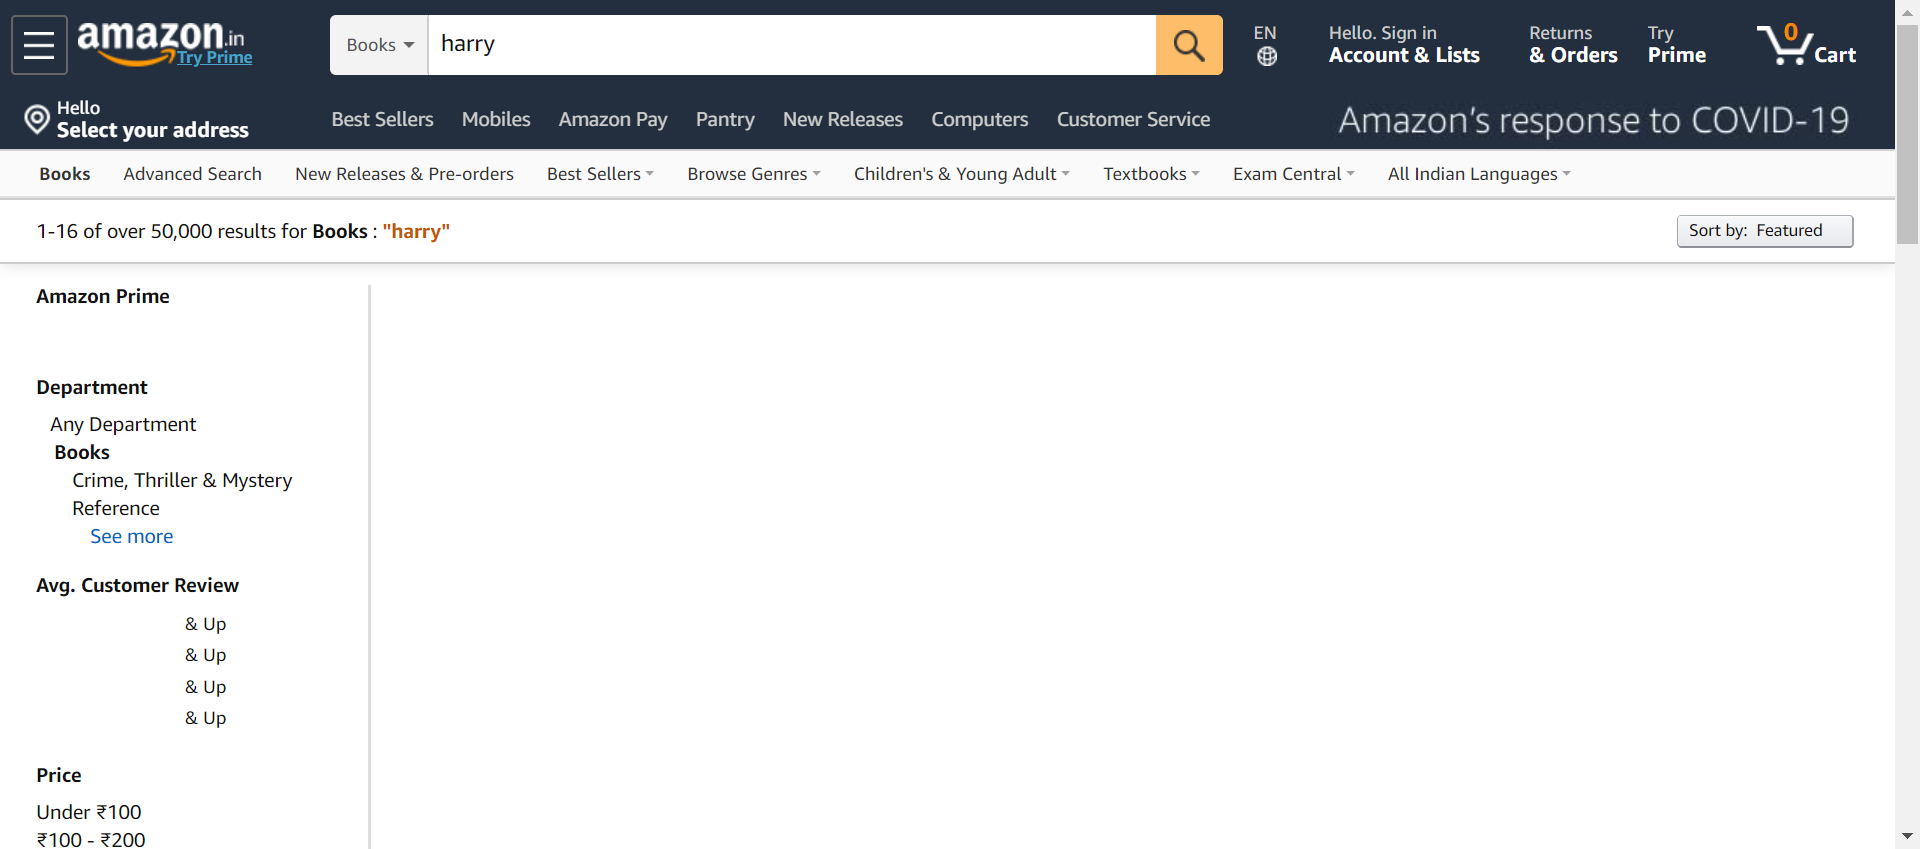 amazon.in
Try Prime
Books
harry
EN
Hello. Sign in
Account & Lists
Returns
& Orders
Try
Prime
0
Cart
Hello
Select your address
Best Sellers Mobiles Amazon Pay Pantry New Releases Computers Customer Service
Amazon's response to COVID-19
Books Advanced Search New Releases & Pre-orders Best Sellers Browse Genres Children's & Young Adult Textbooks Exam Central All Indian Languages
1-16 of over 50,000 results for Books : "harry"
Sort by: Featured
Amazon Prime
Department
Any Department
Books
Crime, Thriller & Mystery
Reference
See more
Avg. Customer Review
& Up
& Up
& Up
& Up
Price
Under ₹100
₹100 - ₹200